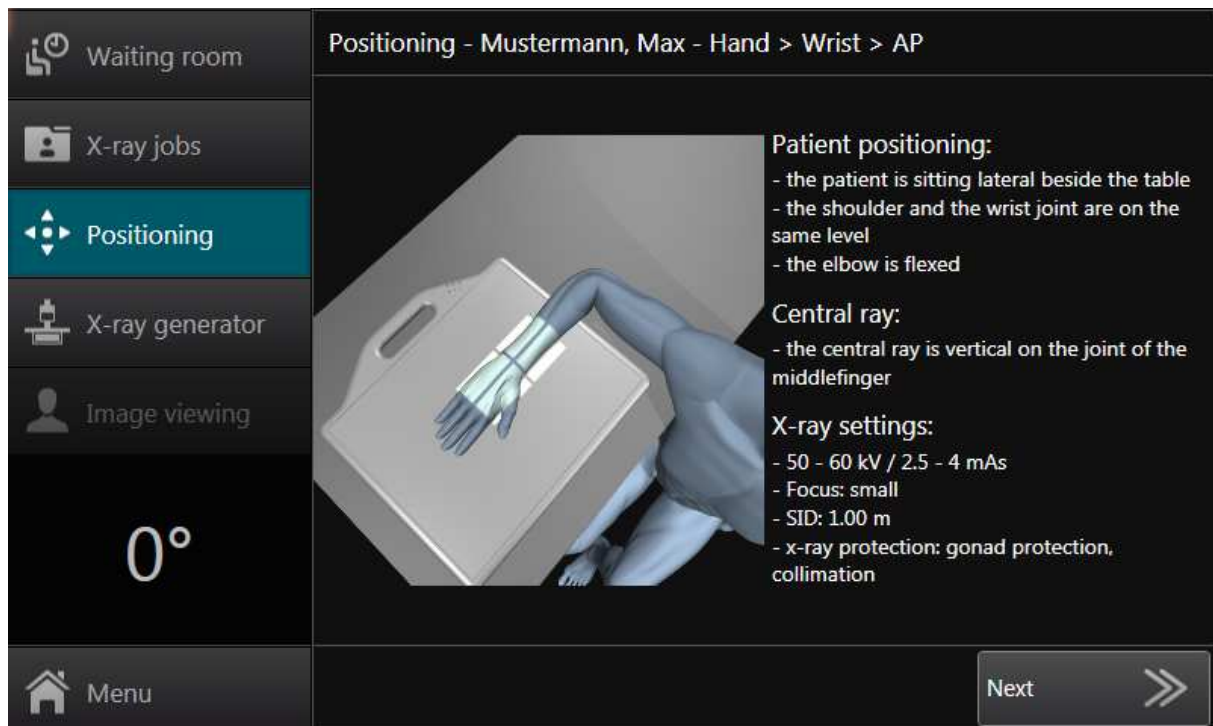 Waiting room
X-ray jobs
Positioning
X-ray generator
Image viewing
0°
Menu
Positioning - Mustermann, Max - Hand > Wrist > AP
Patient positioning:
- the patient is sitting lateral beside the table
- the shoulder and the wrist joint are on the
same level
- the elbow is flexed
Central ray:
- the central ray is vertical on the joint of the
middlefinger
X-ray settings:
- 50 - 60 kV / 2.5 - 4 mAs
- Focus: small
- SID: 1.00 m
- x-ray protection: gonad protection,
collimation
Next